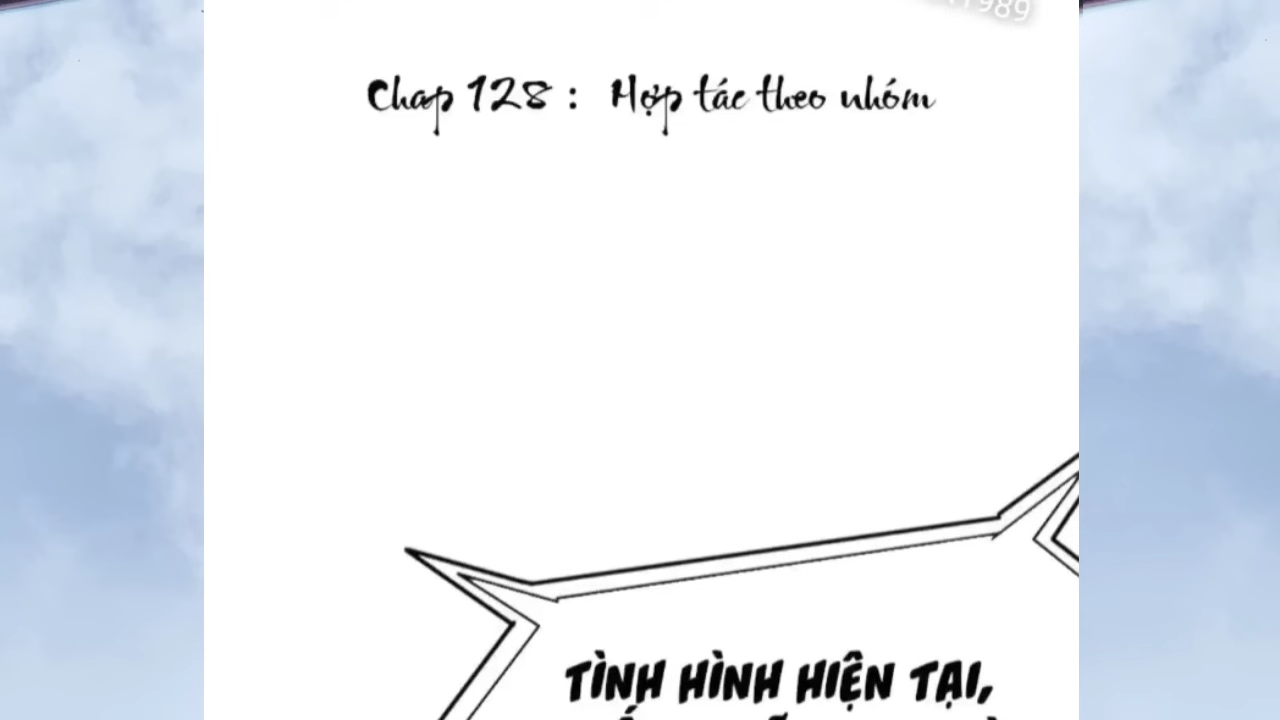 Chap 128 : Hợp tác theo nhóm
TÌNH HÌNH HIỆN TẠI,